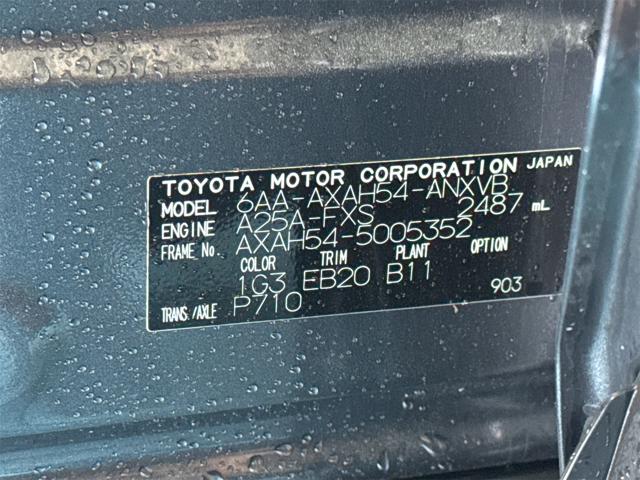 TOYOTA MOTOR CORPORATION JAPAN
MODEL 6AA-AXAH54-ANXVB
ENGINE A25A-FXS 2487 mL
FRAME No. AXAH54-5005352
COLOR TRIM PLANT OPTION
1G3 EB20 B11
TRANS./AXLE P710 903